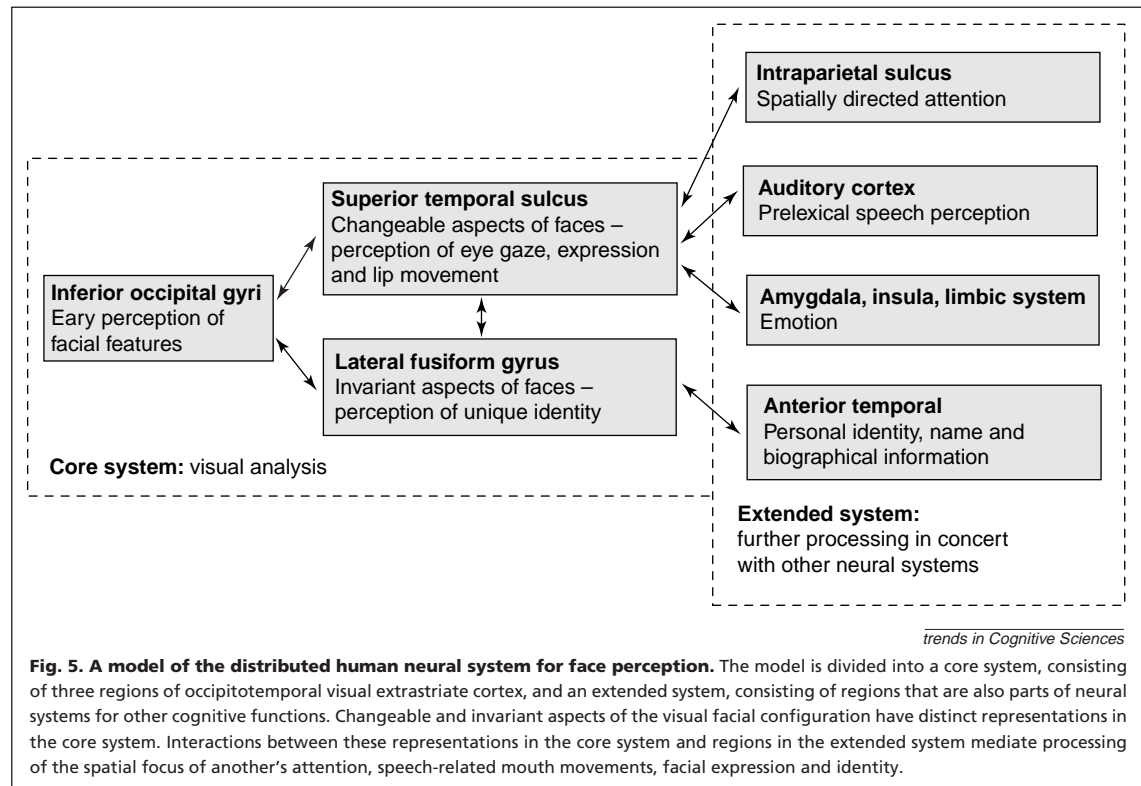 Intraparietal sulcus
Spatially directed attention
Superior temporal sulcus
Changeable aspects of faces –
perception of eye gaze, expression
and lip movement
Auditory cortex
Prelexical speech perception
Inferior occipital gyri
Eary perception of
facial features
Amygdala, insula, limbic system
Emotion
Lateral fusiform gyrus
Invariant aspects of faces –
perception of unique identity
Anterior temporal
Personal identity, name and
biographical information
Core system: visual analysis
Extended system:
further processing in concert
with other neural systems
trends in Cognitive Sciences
Fig. 5. A model of the distributed human neural system for face perception. The model is divided into a core system, consisting
of three regions of occipitotemporal visual extrastriate cortex, and an extended system, consisting of regions that are also parts of neural
systems for other cognitive functions. Changeable and invariant aspects of the visual facial configuration have distinct representations in
the core system. Interactions between these representations in the core system and regions in the extended system mediate processing
of the spatial focus of another's attention, speech-related mouth movements, facial expression and identity.